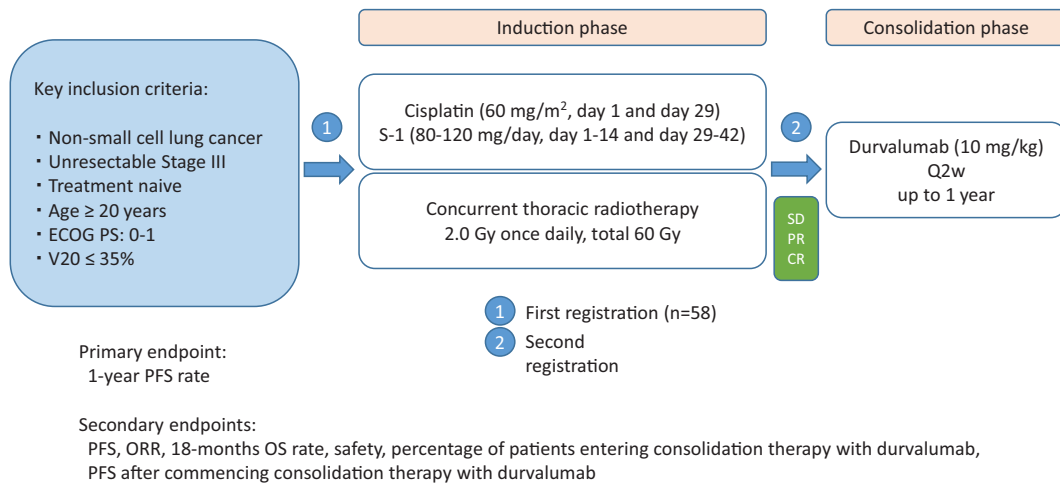 Induction phase
Consolidation phase
Key inclusion criteria:
・Non-small cell lung cancer
・Unresectable Stage III
・Treatment naive
・Age ≥ 20 years
・ECOG PS: 0-1
・V20 ≤ 35%
1
Cisplatin (60 mg/m², day 1 and day 29)
S-1 (80-120 mg/day, day 1-14 and day 29-42)
Concurrent thoracic radiotherapy
2.0 Gy once daily, total 60 Gy
2
SD
PR
CR
Durvalumab (10 mg/kg)
Q2w
up to 1 year
1 First registration (n=58)
2 Second
registration
Primary endpoint:
1-year PFS rate
Secondary endpoints:
PFS, ORR, 18-months OS rate, safety, percentage of patients entering consolidation therapy with durvalumab,
PFS after commencing consolidation therapy with durvalumab